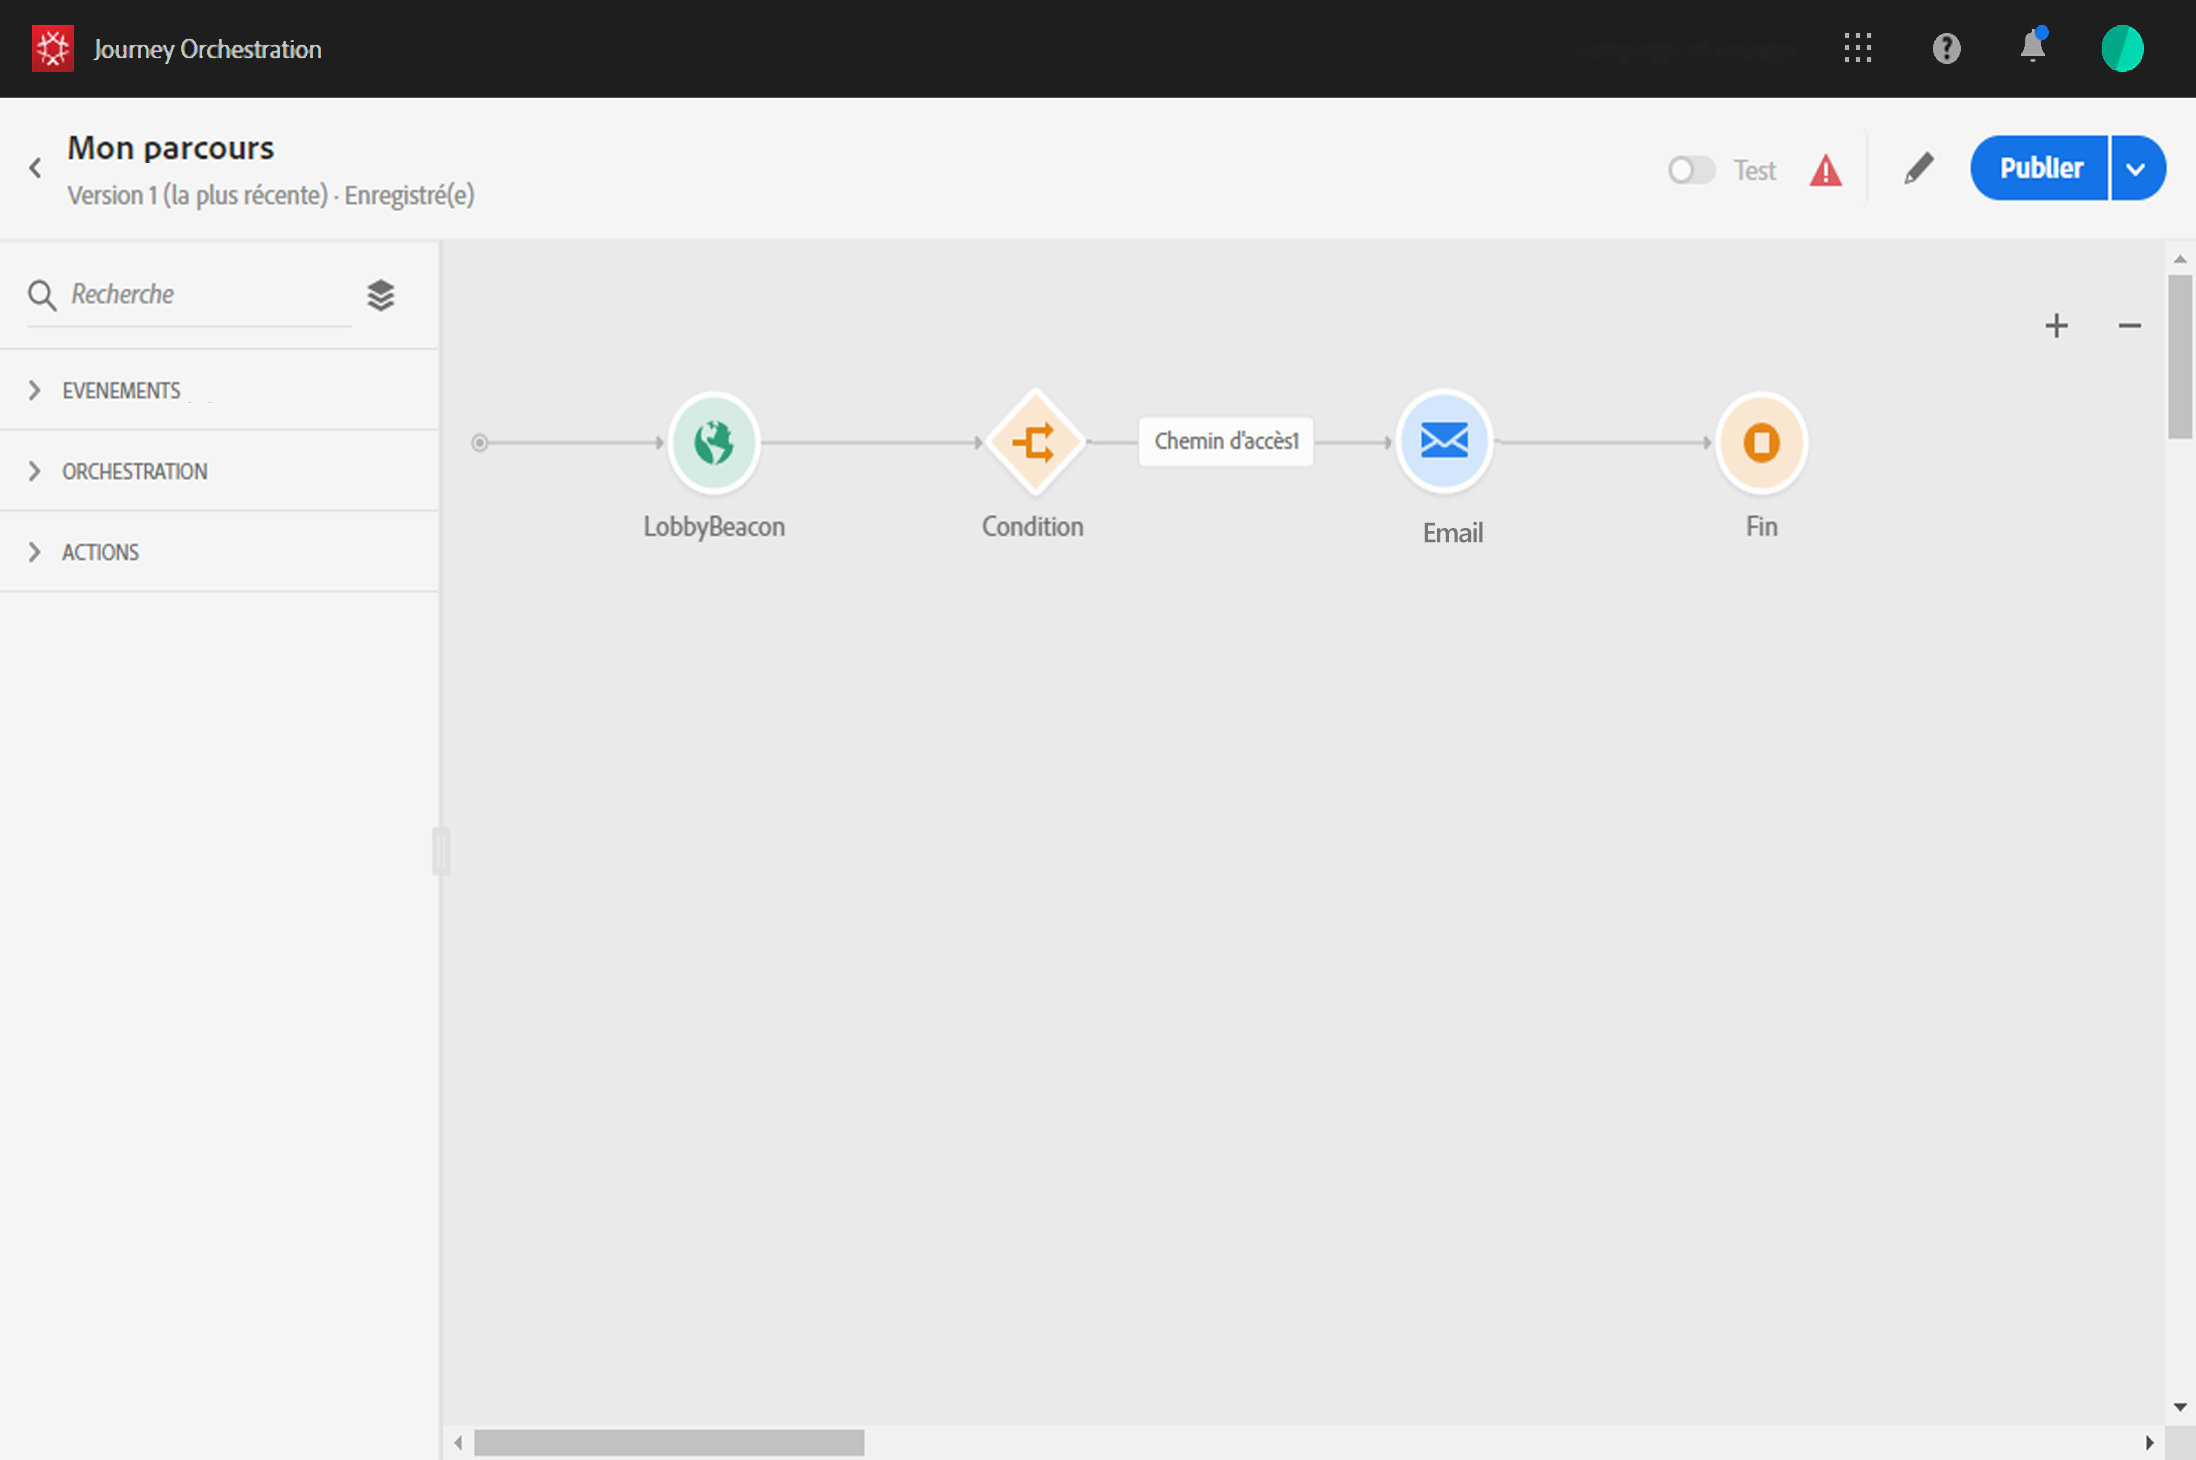 Journey Orchestration
Mon parcours
Version 1 (la plus récente) · Enregistré(e)
Test
Publier
Recherche
EVENEMENTS
ORCHESTRATION
ACTIONS
Chemin d'accès1
LobbyBeacon
Condition
Email
Fin